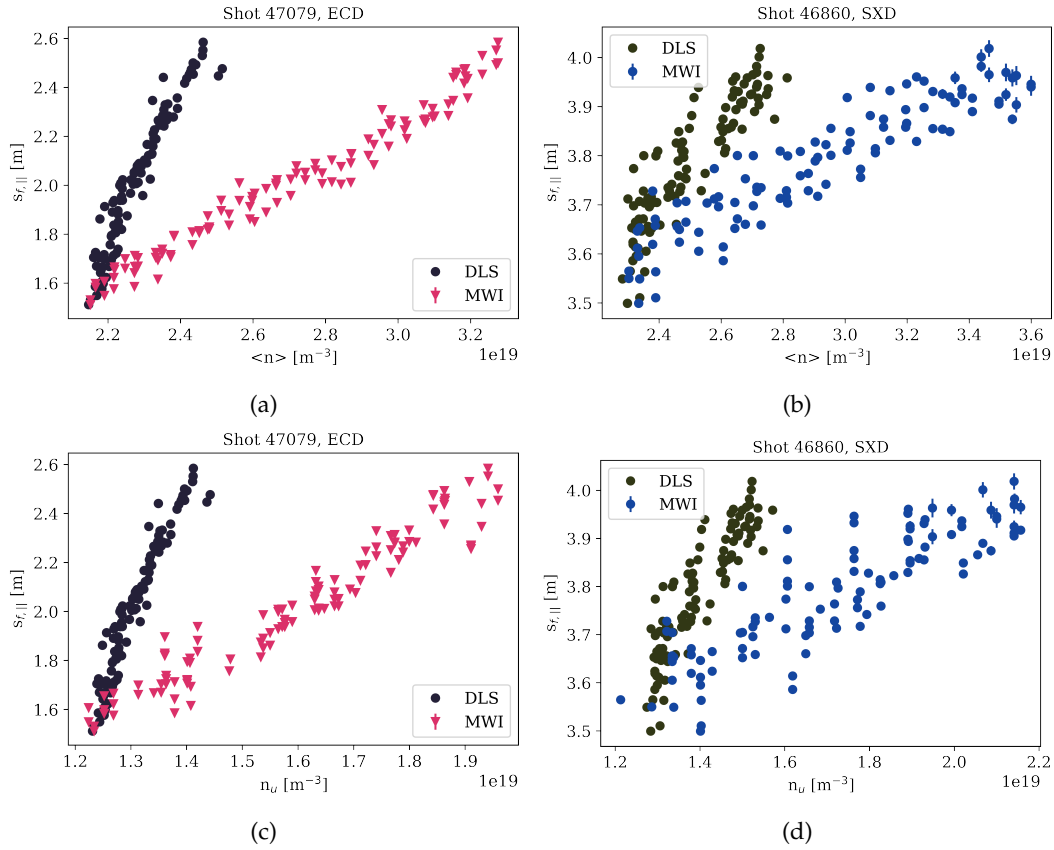 Shot 47079, ECD
2.6
2.4
2.2
2.0
1.8
1.6
s_{f,||} [m]
DLS
MWI
2.2 2.4 2.6 2.8 3.0 3.2
<n> [m⁻³]
1e19
(a)
Shot 46860, SXD
4.0
3.9
3.8
3.7
3.6
3.5
s_{f,||} [m]
DLS
MWI
2.4 2.6 2.8 3.0 3.2 3.4 3.6
<n> [m⁻³]
1e19
(b)
Shot 47079, ECD
2.6
2.4
2.2
2.0
1.8
1.6
s_{f,||} [m]
DLS
MWI
1.2 1.3 1.4 1.5 1.6 1.7 1.8 1.9
n_u [m⁻³]
1e19
(c)
Shot 46860, SXD
4.0
3.9
3.8
3.7
3.6
3.5
s_{f,||} [m]
DLS
MWI
1.2 1.4 1.6 1.8 2.0 2.2
n_u [m⁻³]
1e19
(d)